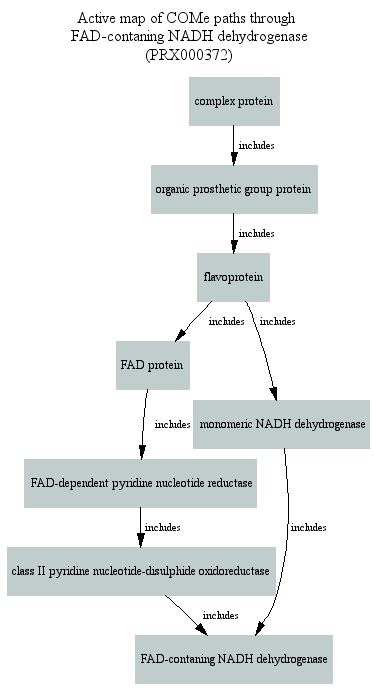 Active map of COMe paths through
FAD-contaning NADH dehydrogenase
(PRX000372)
complex protein
includes
organic prosthetic group protein
includes
flavoprotein
includes
includes
FAD protein
monomeric NADH dehydrogenase
includes
FAD-dependent pyridine nucleotide reductase
includes
includes
class II pyridine nucleotide-disulphide oxidoreductase
includes
FAD-contaning NADH dehydrogenase